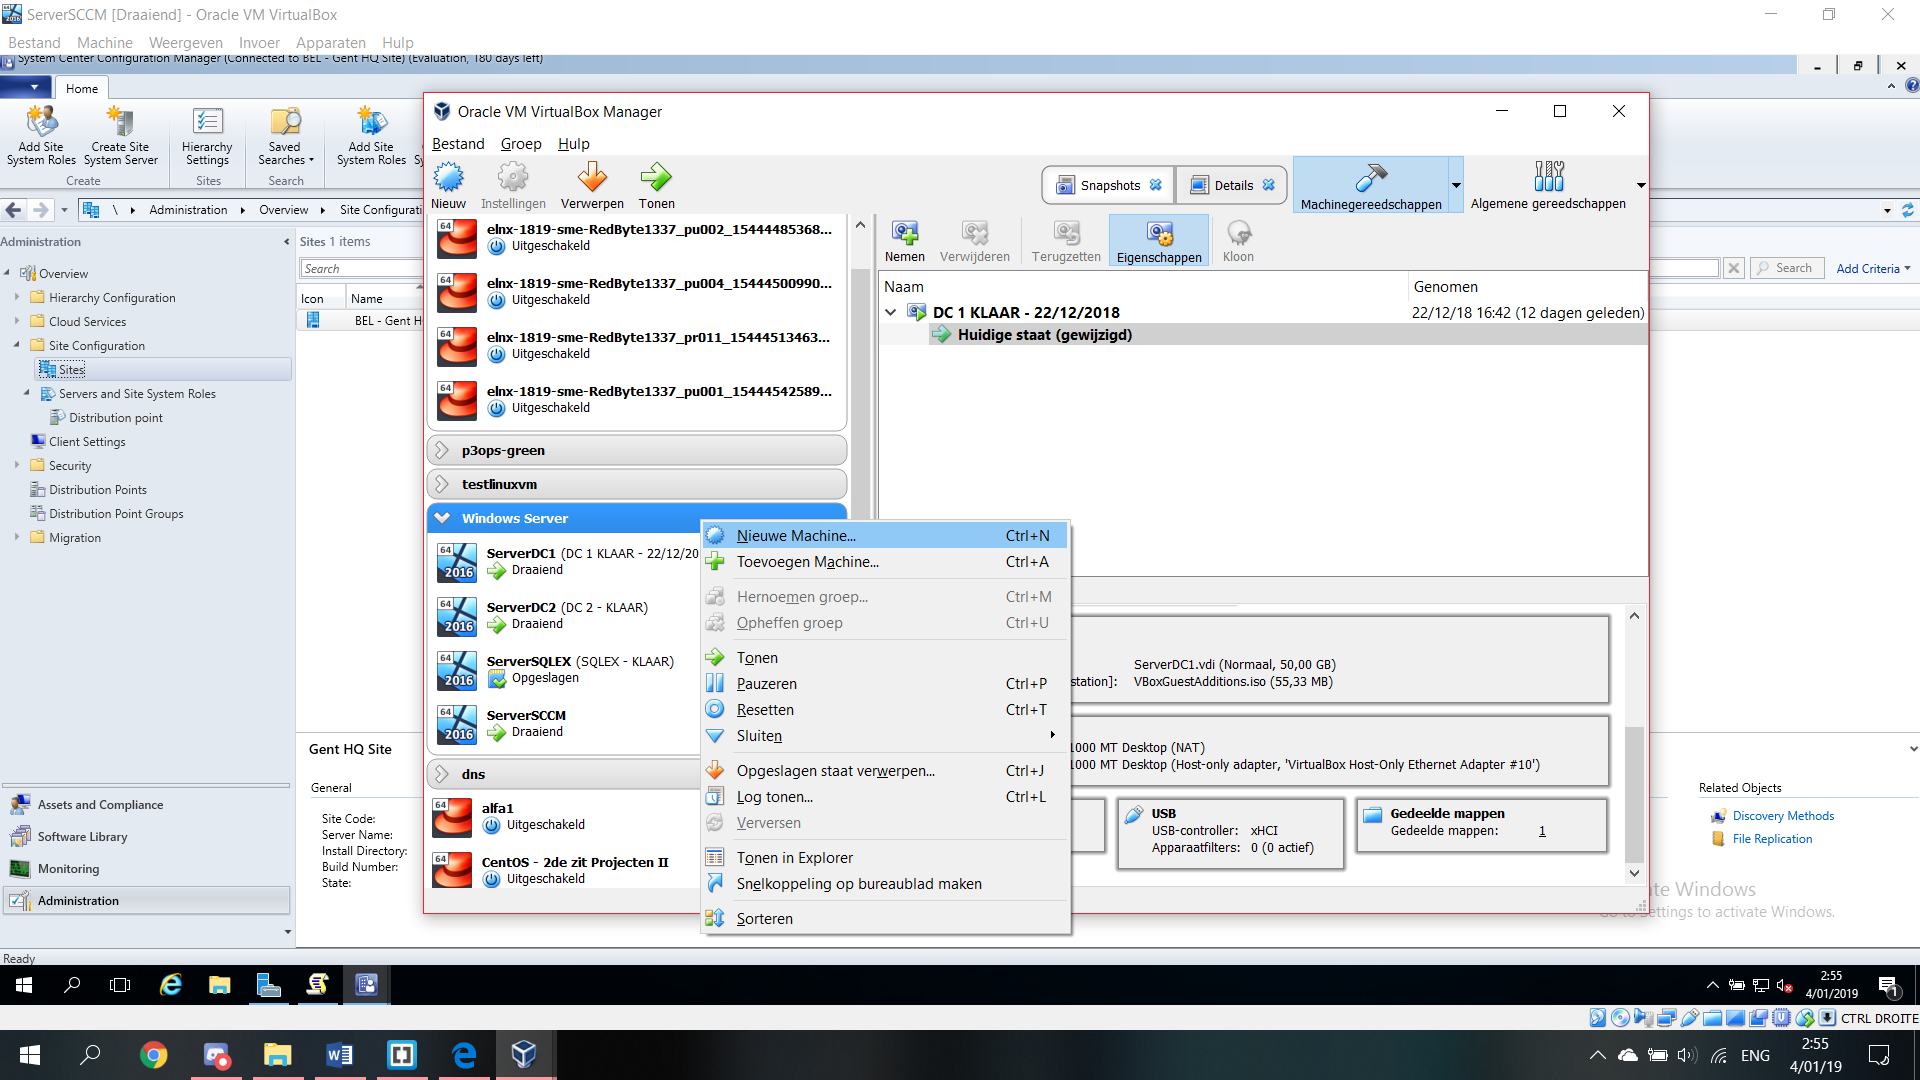 ServerSCCM [Draaiend] - Oracle VM VirtualBox
Bestand Machine Weergeven Invoer Apparaten Hulp
System Center Configuration Manager (Connected to BEL - Gent HQ Site) (Evaluation, 180 days left)
Home
Add Site System Roles
Create Site System Server
Hierarchy Settings
Saved Searches
Add Site System Roles
Create
Sites
Search
\ Administration Overview Site Configurati
Administration
Overview
Hierarchy Configuration
Cloud Services
Site Configuration
Sites
Servers and Site System Roles
Distribution point
Client Settings
Security
Distribution Points
Distribution Point Groups
Migration
Assets and Compliance
Software Library
Monitoring
Administration
Ready
Sites 1 items
Search
Icon Name
BEL - Gent H
Search
Add Criteria
Gent HQ Site
General
Site Code:
Server Name:
Install Directory:
Build Number:
State:
Related Objects
Discovery Methods
File Replication
te Windows
Go to Settings to activate Windows.
Oracle VM VirtualBox Manager
Bestand Groep Hulp
Nieuw Instellingen Verwerpen Tonen
Snapshots Details
Machinegereedschappen
Algemene gereedschappen
64 elnx-1819-sme-RedByte1337_pu002_15444485368...
Uitgeschakeld
64 elnx-1819-sme-RedByte1337_pu004_15444500990...
Uitgeschakeld
64 elnx-1819-sme-RedByte1337_pr011_15444513463...
Uitgeschakeld
64 elnx-1819-sme-RedByte1337_pu001_15444542589...
Uitgeschakeld
p3ops-green
testlinuxvm
Windows Server
64 2016 ServerDC1 (DC 1 KLAAR - 22/12/20
Draaiend
64 2016 ServerDC2 (DC 2 - KLAAR)
Draaiend
64 2016 ServerSQLEX (SQLEX - KLAAR)
Opgeslagen
64 2016 ServerSCCM
Draaiend
dns
64 alfa1
Uitgeschakeld
64 CentOS - 2de zit Projecten II
Uitgeschakeld
Nemen Verwijderen Terugzetten Eigenschappen Kloon
Naam Genomen
DC 1 KLAAR - 22/12/2018 22/12/18 16:42 (12 dagen geleden)
Huidige staat (gewijzigd)
Nieuwe Machine... Ctrl+N
Toevoegen Machine... Ctrl+A
Hernoemen groep... Ctrl+M
Opheffen groep Ctrl+U
Tonen
Pauzeren Ctrl+P
Resetten Ctrl+T
Sluiten
Opgeslagen staat verwerpen... Ctrl+J
Log tonen... Ctrl+L
Verversen
Tonen in Explorer
Snelkoppeling op bureaublad maken
Sorteren
ServerDC1.vdi (Normaal, 50,00 GB)
station]: VBoxGuestAdditions.iso (55,33 MB)
1000 MT Desktop (NAT)
1000 MT Desktop (Host-only adapter, 'VirtualBox Host-Only Ethernet Adapter #10')
USB
USB-controller: xHCI
Apparaatfilters: 0 (0 actief)
Gedeelde mappen
Gedeelde mappen: 1
2:55
4/01/2019
1
CTRL DROITE
ENG
2:55
4/01/19